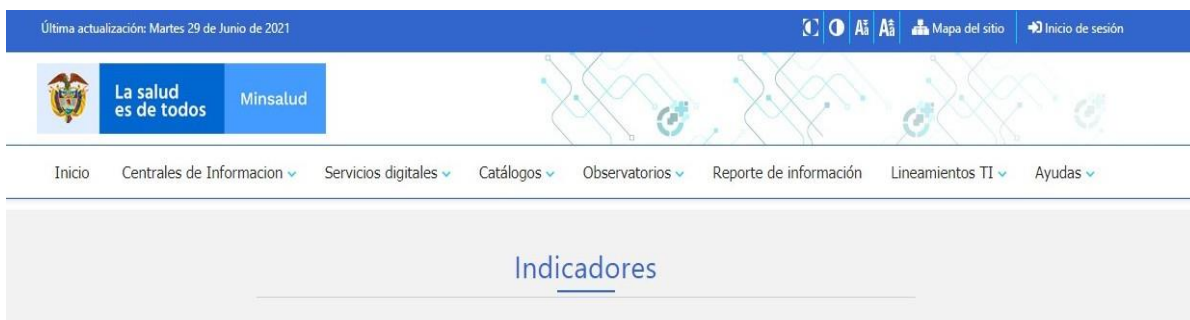 Última actualización: Martes 29 de Junio de 2021
Mapa del sitio
Inicio de sesión
La salud
es de todos
Minsalud
Inicio
Centrales de Informacion
Servicios digitales
Catálogos
Observatorios
Reporte de información
Lineamientos TI
Ayudas
Indicadores